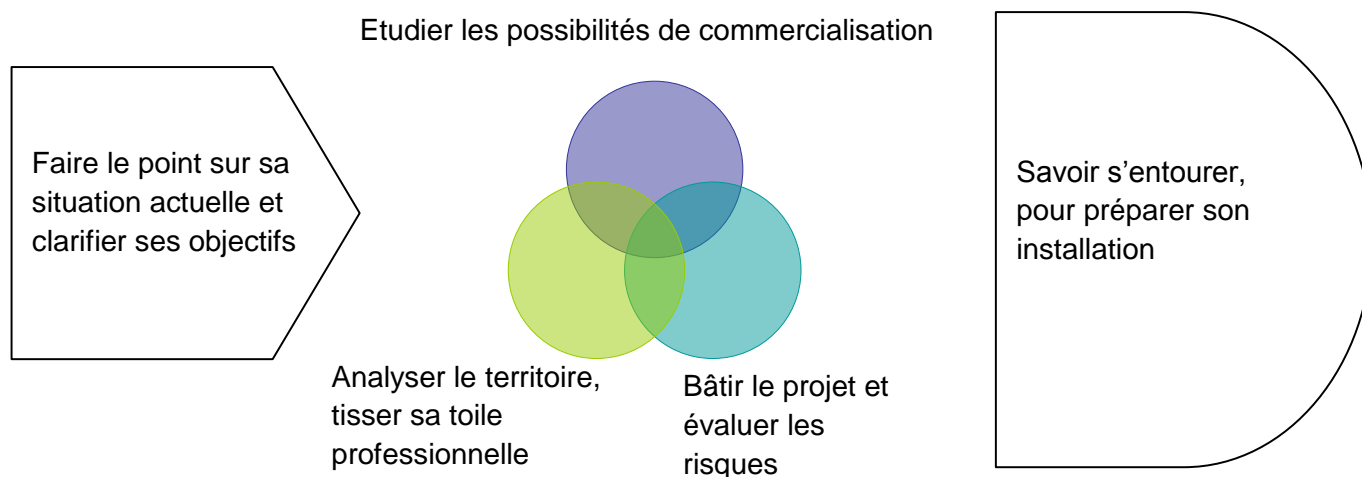 Etudier les possibilités de commercialisation
Faire le point sur sa
situation actuelle et
clarifier ses objectifs
Savoir s’entourer,
pour préparer son
installation
Analyser le territoire,
tisser sa toile
professionnelle
Bâtir le projet et
évaluer les
risques